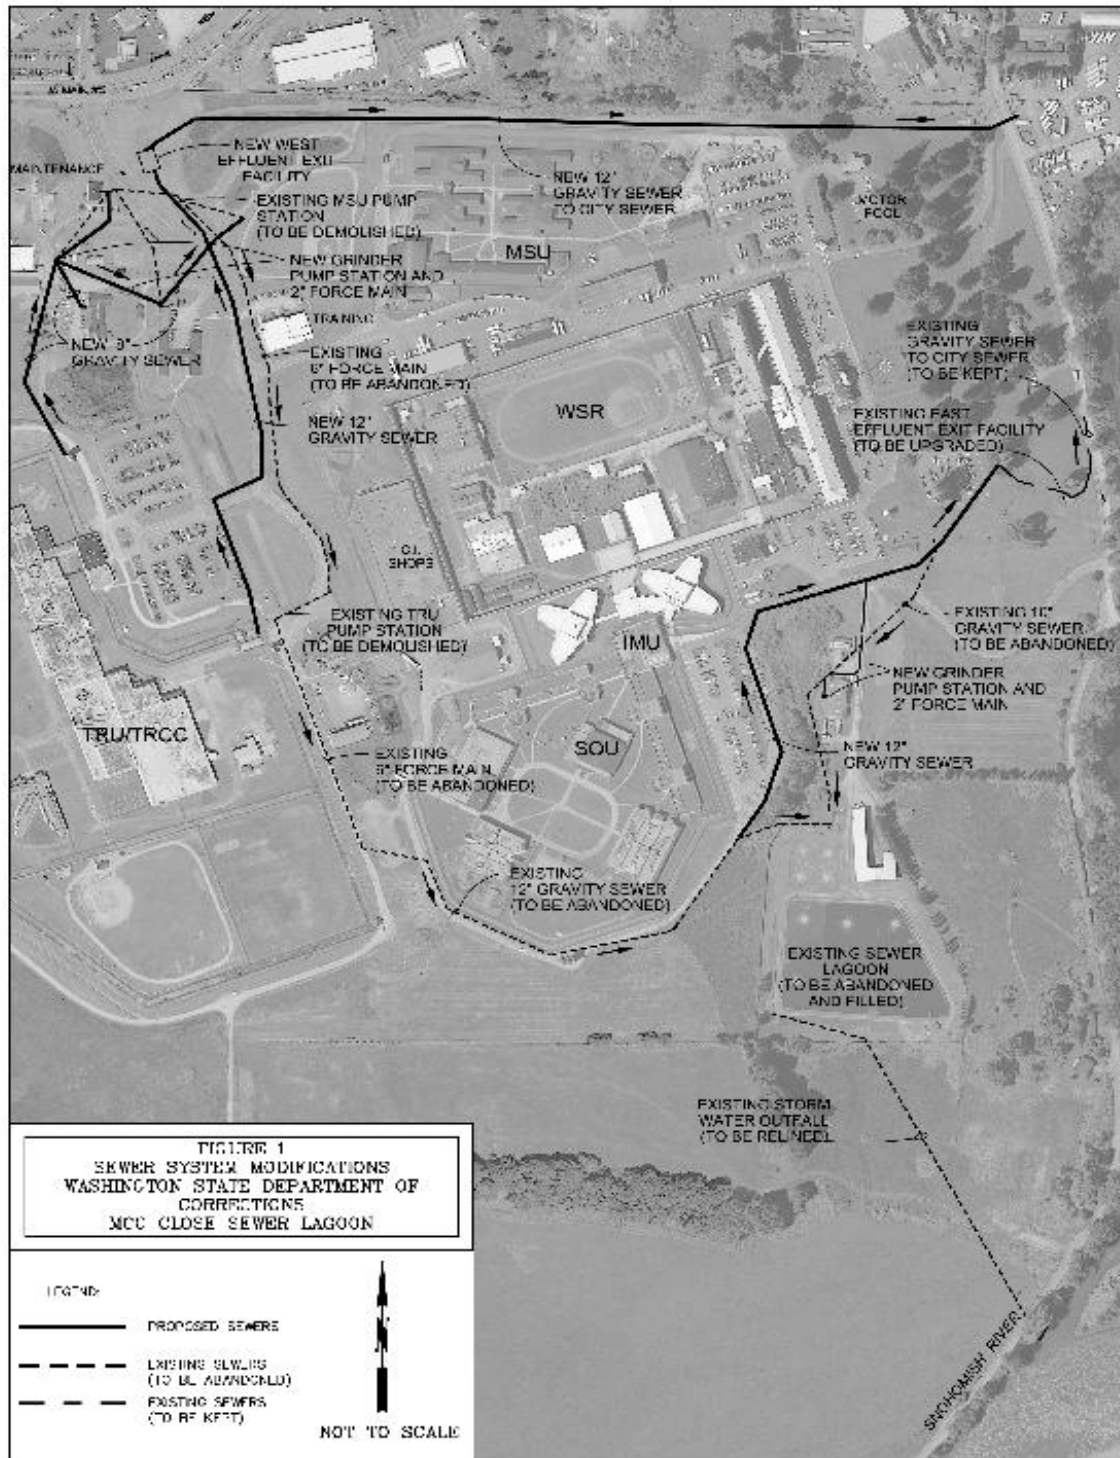 MAINTENANCE
NEW WEST
EFFLUENT EXIT
FACILITY
EXISTING MSU PUMP
STATION
(TO BE DEMOLISHED)
NEW GRINDER
PUMP STATION AND
2" FORCE MAIN
NEW 12"
GRAVITY SEWER
TO CITY SEWER
MOTOR
POOL
MSU
NEW 8"
GRAVITY SEWER
TRAINING
EXISTING
6" FORCE MAIN
(TO BE ABANDONED)
NEW 12"
GRAVITY SEWER
WSR
EXISTING
GRAVITY SEWER
TO CITY SEWER
(TO BE KEPT)
EXISTING EAST
EFFLUENT EXIT FACILITY
(TO BE UPGRADED)
C.I.
SHOPS
EXISTING TRU
PUMP STATION
(TO BE DEMOLISHED)
IMU
EXISTING 10"
GRAVITY SEWER
(TO BE ABANDONED)
NEW GRINDER
PUMP STATION AND
2" FORCE MAIN
TRU/TRCC
SOU
EXISTING
6" FORCE MAIN
(TO BE ABANDONED)
NEW 12"
GRAVITY SEWER
EXISTING
12" GRAVITY SEWER
(TO BE ABANDONED)
EXISTING SEWER
LAGOON
(TO BE ABANDONED
AND FILLED)
EXISTING STORM
WATER OUTFALL
(TO BE RELINED)
SNOHOMISH RIVER
FIGURE 1
SEWER SYSTEM MODIFICATIONS
WASHINGTON STATE DEPARTMENT OF
CORRECTIONS
MCC CLOSE SEWER LAGOON
LEGEND:
PROPOSED SEWERS
EXISTING SEWERS
(TO BE ABANDONED)
EXISTING SEWERS
(TO BE KEPT)
N
NOT TO SCALE